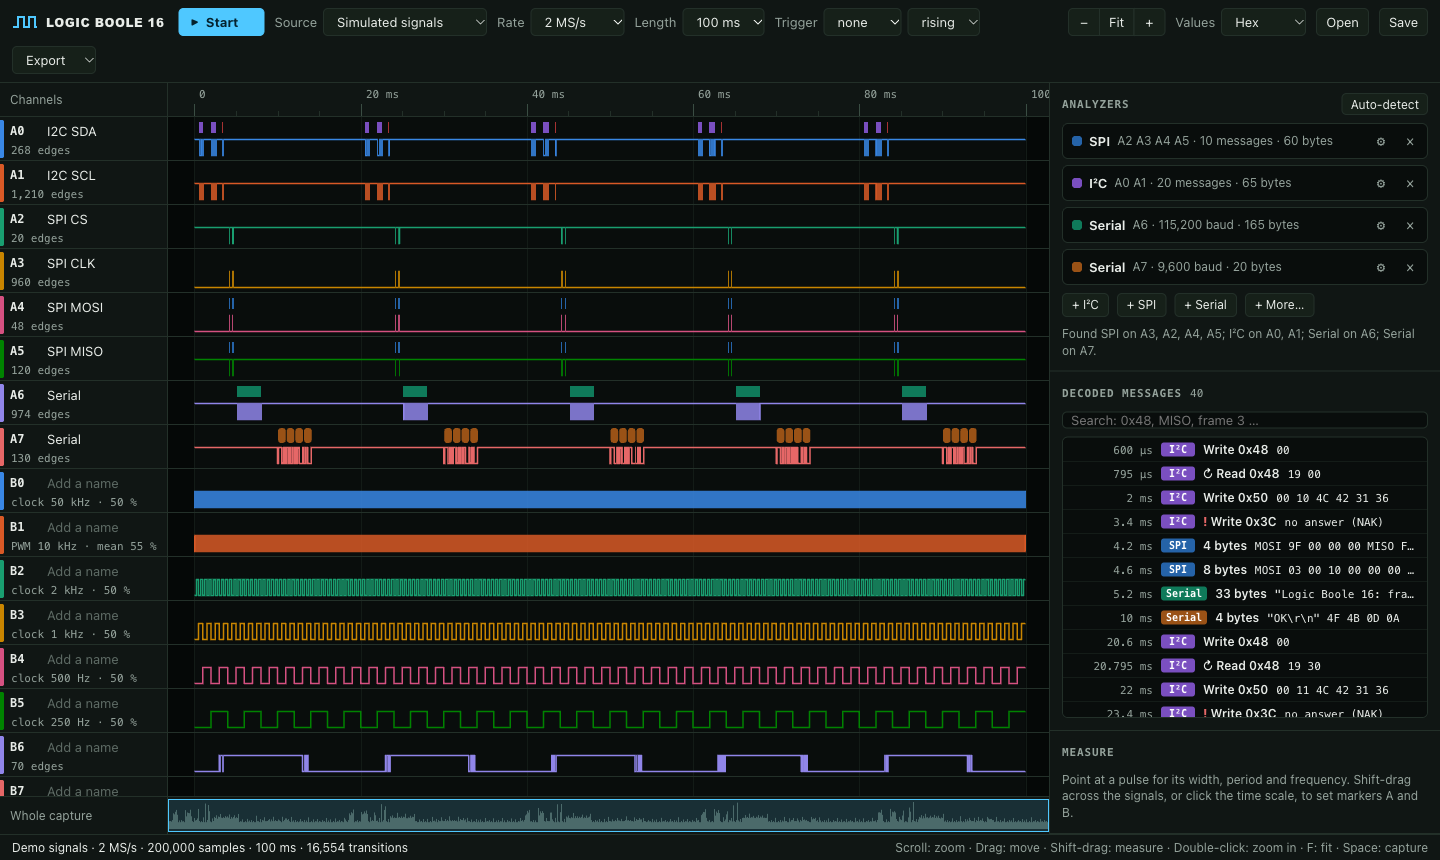 LOGIC BOOLE 16 ▶ Start Source Simulated signals Rate 2 MS/s Length 100 ms Trigger none rising − Fit + Values Hex Open Save
Export
Channels 0 20 ms 40 ms 60 ms 80 ms 100
A0 I2C SDA
268 edges
A1 I2C SCL
1,210 edges
A2 SPI CS
20 edges
A3 SPI CLK
960 edges
A4 SPI MOSI
48 edges
A5 SPI MISO
120 edges
A6 Serial
974 edges
A7 Serial
130 edges
B0 Add a name
clock 50 kHz · 50 %
B1 Add a name
PWM 10 kHz · mean 55 %
B2 Add a name
clock 2 kHz · 50 %
B3 Add a name
clock 1 kHz · 50 %
B4 Add a name
clock 500 Hz · 50 %
B5 Add a name
clock 250 Hz · 50 %
B6 Add a name
70 edges
B7 Add a name
Whole capture
ANALYZERS Auto-detect
SPI A2 A3 A4 A5 · 10 messages · 60 bytes
I²C A0 A1 · 20 messages · 65 bytes
Serial A6 · 115,200 baud · 165 bytes
Serial A7 · 9,600 baud · 20 bytes
+ I²C + SPI + Serial + More...
Found SPI on A3, A2, A4, A5; I²C on A0, A1; Serial on A6; Serial
on A7.
DECODED MESSAGES 40
Search: 0x48, MISO, frame 3 ...
600 µs I²C Write 0x48 00
795 µs I²C ↻ Read 0x48 19 00
2 ms I²C Write 0x50 00 10 4C 42 31 36
3.4 ms I²C ! Write 0x3C no answer (NAK)
4.2 ms SPI 4 bytes MOSI 9F 00 00 00 MISO F…
4.6 ms SPI 8 bytes MOSI 03 00 10 00 00 00 …
5.2 ms Serial 33 bytes "Logic Boole 16: fra…
10 ms Serial 4 bytes "OK\r\n" 4F 4B 0D 0A
20.6 ms I²C Write 0x48 00
20.795 ms I²C ↻ Read 0x48 19 30
22 ms I²C Write 0x50 00 11 4C 42 31 36
23.4 ms I²C ! Write 0x3C no answer (NAK)
MEASURE
Point at a pulse for its width, period and frequency. Shift-drag
across the signals, or click the time scale, to set markers A and
B.
Demo signals · 2 MS/s · 200,000 samples · 100 ms · 16,554 transitions
Scroll: zoom · Drag: move · Shift-drag: measure · Double-click: zoom in · F: fit · Space: capture